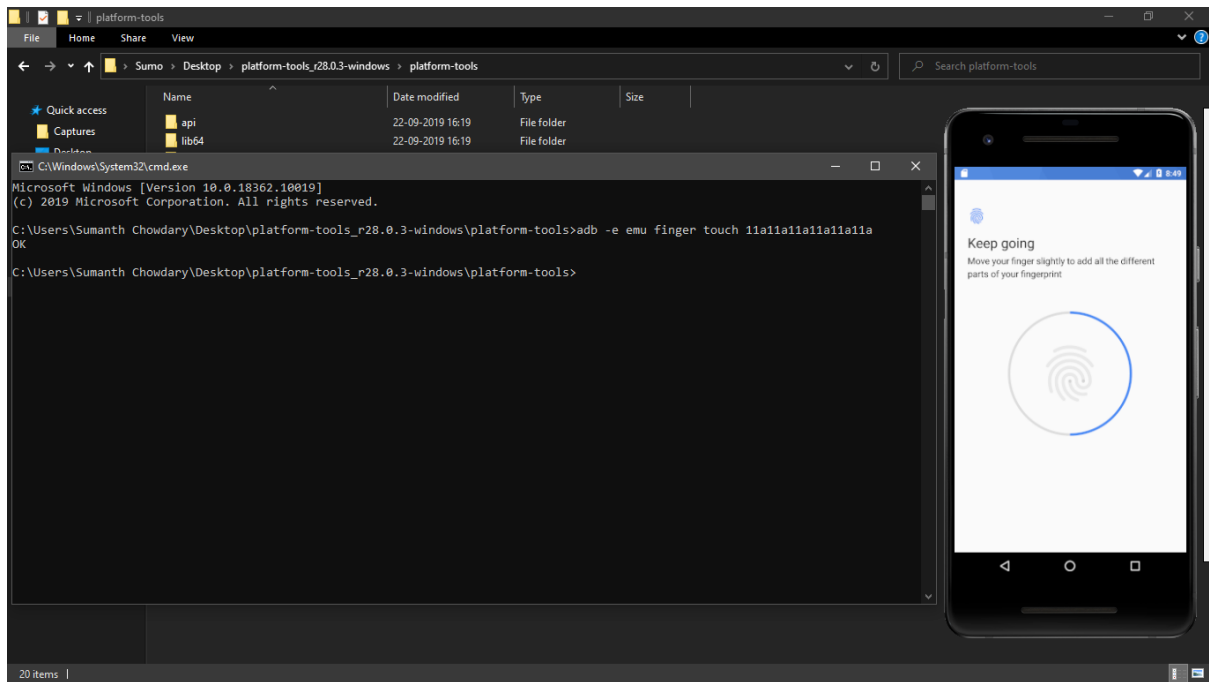 platform-tools
File Home Share View
Sumo Desktop platform-tools_r28.0.3-windows platform-tools
Search platform-tools
Name Date modified Type Size
Quick access
Captures
Desktop
api 22-09-2019 16:19 File folder
lib64 22-09-2019 16:19 File folder
C:\Windows\System32\cmd.exe
Microsoft Windows [Version 10.0.18362.10019]
(c) 2019 Microsoft Corporation. All rights reserved.
C:\Users\Sumanth Chowdary\Desktop\platform-tools_r28.0.3-windows\platform-tools>adb -e emu finger touch 11a11a11a11a11a11a
OK
C:\Users\Sumanth Chowdary\Desktop\platform-tools_r28.0.3-windows\platform-tools>
8:49
Keep going
Move your finger slightly to add all the different
parts of your fingerprint
20 items